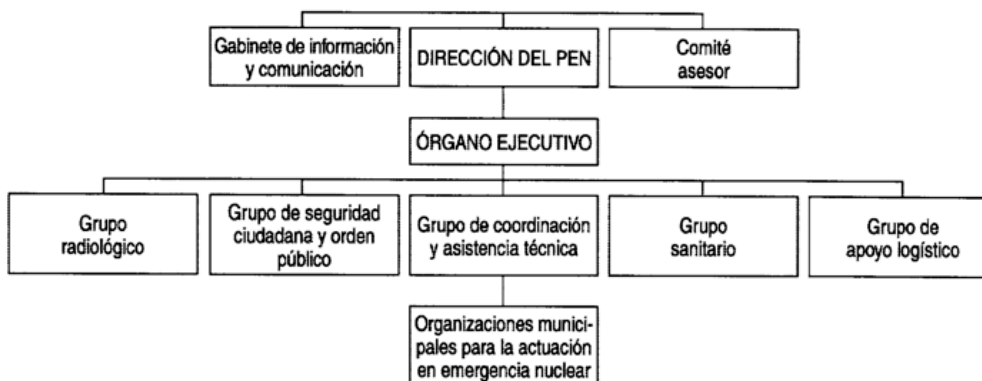 Gabinete de información
y comunicación
DIRECCIÓN DEL PEN
Comité
asesor
ÓRGANO EJECUTIVO
Grupo
radiológico
Grupo de seguridad
ciudadana y orden
público
Grupo de coordinación
y asistencia técnica
Grupo
sanitario
Grupo de
apoyo logístico
Organizaciones munici-
pales para la actuación
en emergencia nuclear